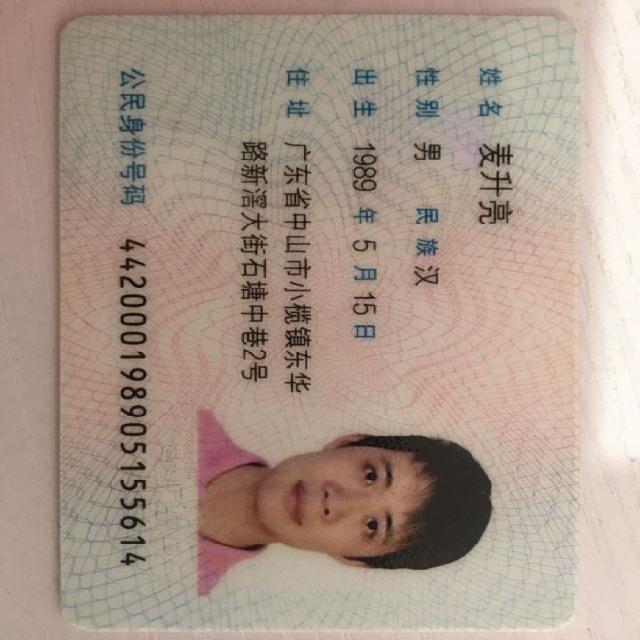 姓名 麦升亮
性别 男 民族 汉
出生 1989 年 5 月 15 日
住址 广东省中山市小榄镇东华
路新滘大街石塘中巷2号
公民身份号码 442000198905155614